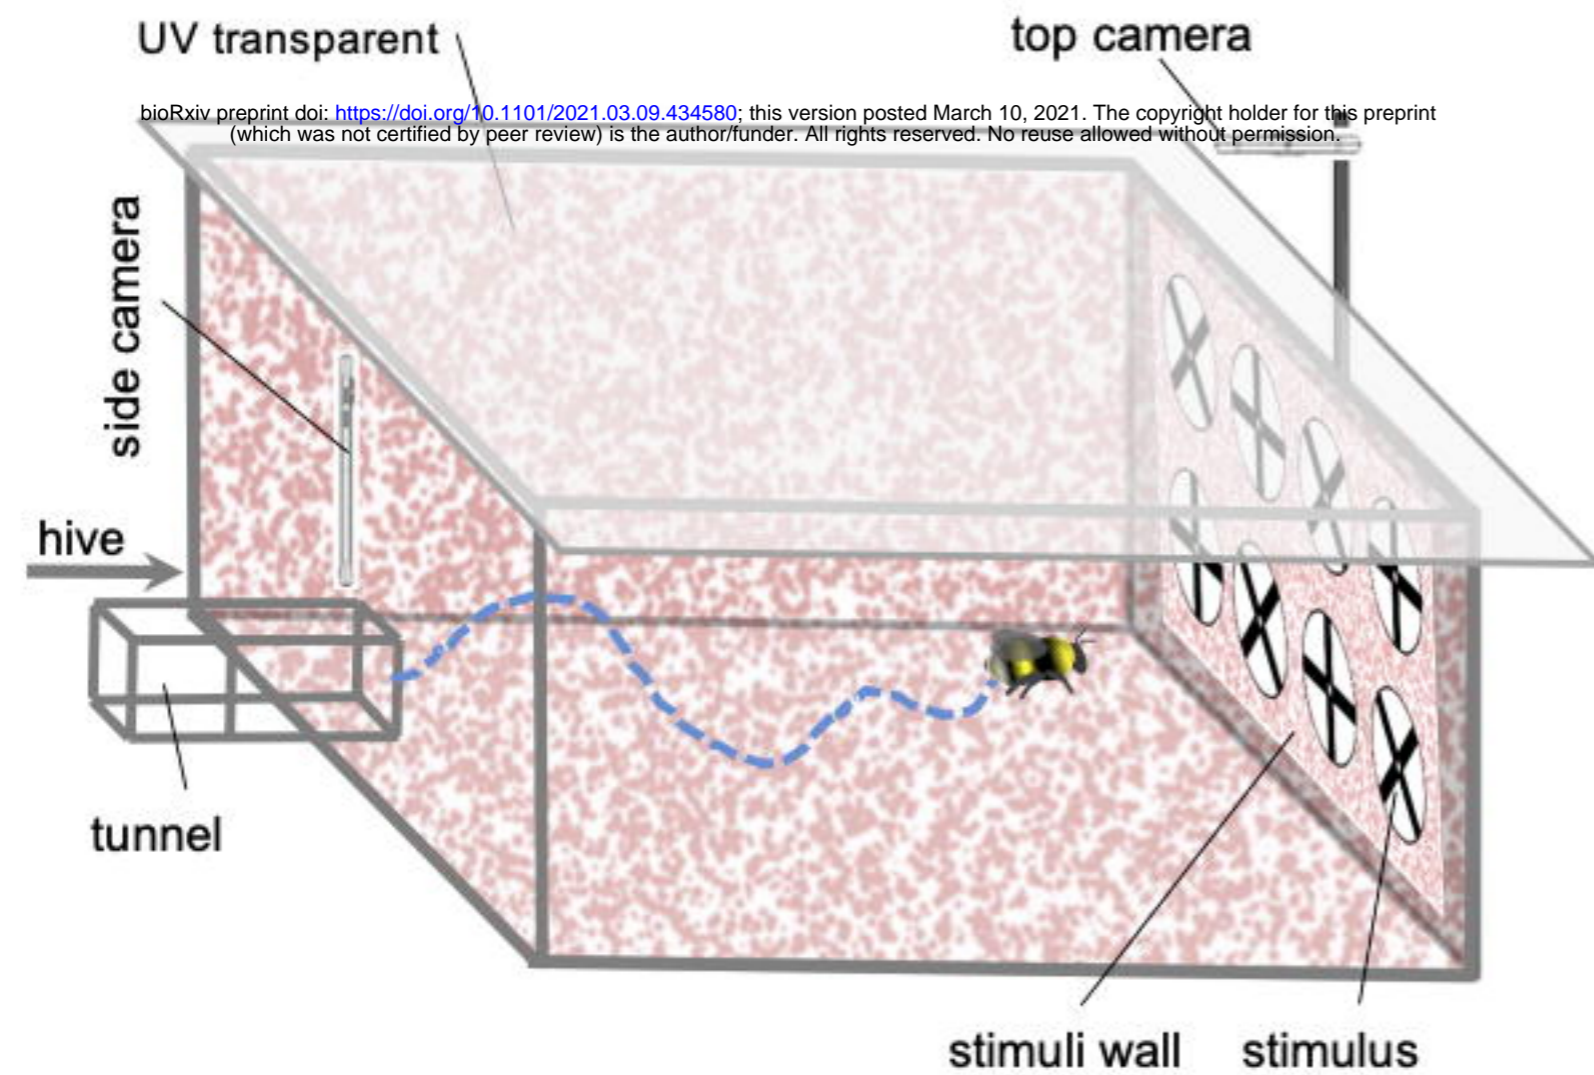 UV transparent
top camera
bioRxiv preprint doi: https://doi.org/10.1101/2021.03.09.434580; this version posted March 10, 2021. The copyright holder for this preprint
(which was not certified by peer review) is the author/funder. All rights reserved. No reuse allowed without permission.
side camera
hive
tunnel
stimuli wall
stimulus